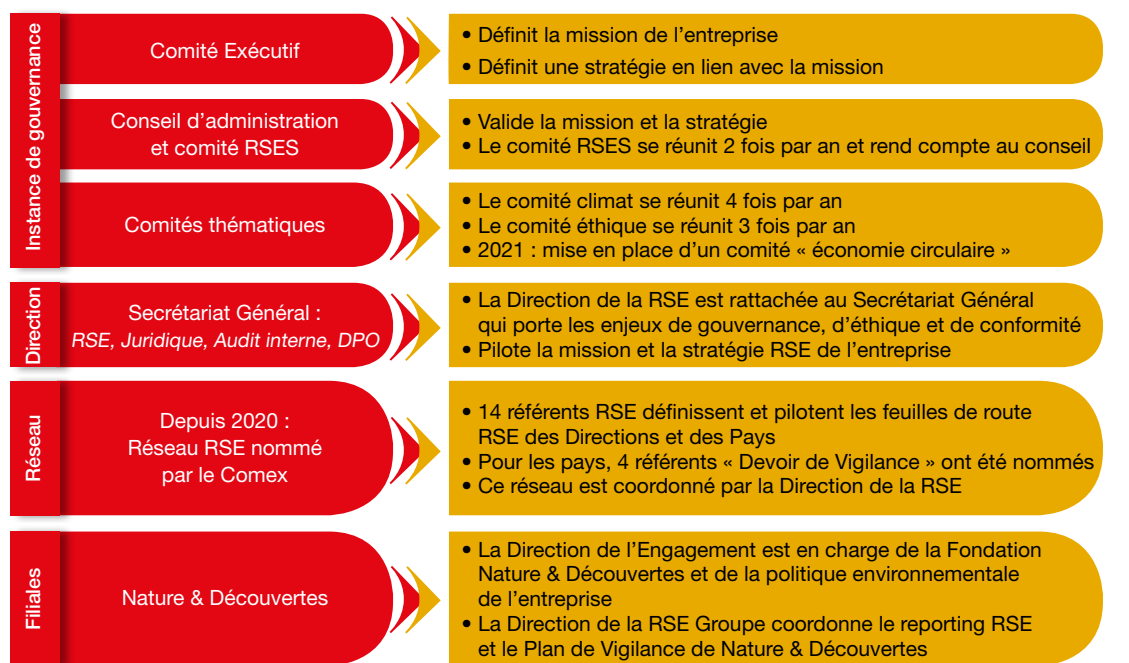 Instance de gouvernance
Comité Exécutif
• Définit la mission de l’entreprise
• Définit une stratégie en lien avec la mission
Conseil d’administration
et comité RSES
• Valide la mission et la stratégie
• Le comité RSES se réunit 2 fois par an et rend compte au conseil
Comités thématiques
• Le comité climat se réunit 4 fois par an
• Le comité éthique se réunit 3 fois par an
• 2021 : mise en place d’un comité « économie circulaire »
Direction
Secrétariat Général :
RSE, Juridique, Audit interne, DPO
• La Direction de la RSE est rattachée au Secrétariat Général
qui porte les enjeux de gouvernance, d’éthique et de conformité
• Pilote la mission et la stratégie RSE de l’entreprise
Réseau
Depuis 2020 :
Réseau RSE nommé
par le Comex
• 14 référents RSE définissent et pilotent les feuilles de route
RSE des Directions et des Pays
• Pour les pays, 4 référents « Devoir de Vigilance » ont été nommés
• Ce réseau est coordonné par la Direction de la RSE
Filiales
Nature & Découvertes
• La Direction de l’Engagement est en charge de la Fondation
Nature & Découvertes et de la politique environnementale
de l’entreprise
• La Direction de la RSE Groupe coordonne le reporting RSE
et le Plan de Vigilance de Nature & Découvertes